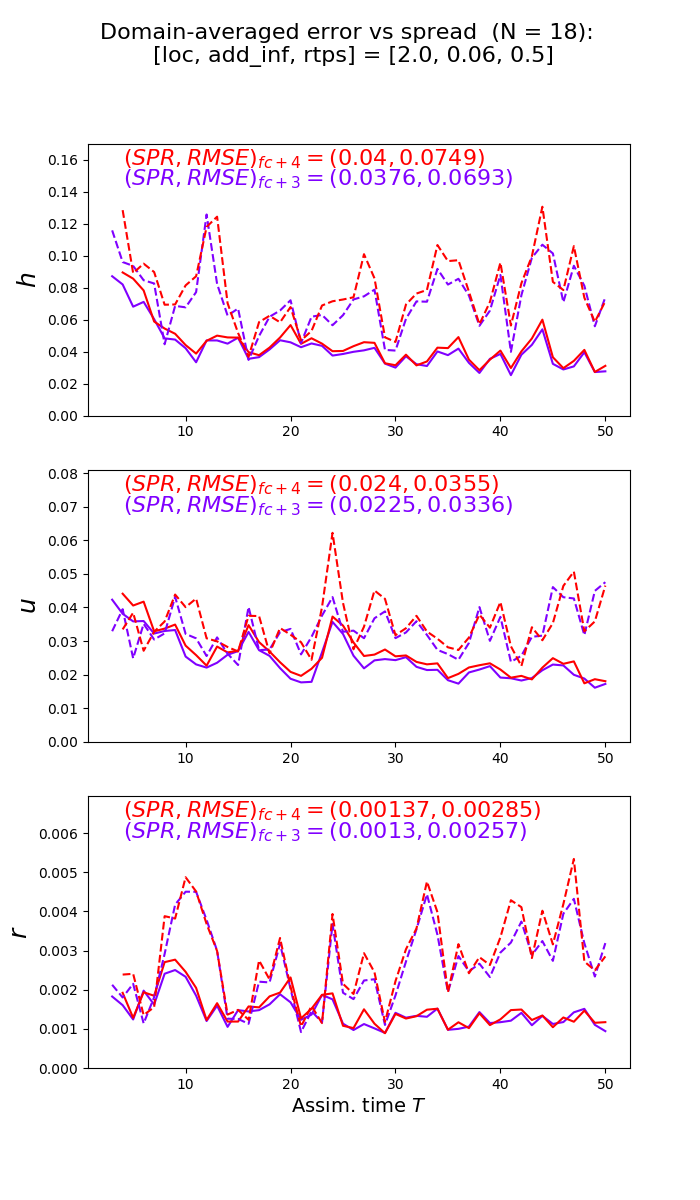 Domain-averaged error vs spread (N = 18):
[loc, add_inf, rtps] = [2.0, 0.06, 0.5]
(SPR, RMSE)fc+4 = (0.04, 0.0749)
(SPR, RMSE)fc+3 = (0.0376, 0.0693)
0.16
0.14
0.12
0.10
0.08
0.06
0.04
0.02
0.00
h
10 20 30 40 50
(SPR, RMSE)fc+4 = (0.024, 0.0355)
(SPR, RMSE)fc+3 = (0.0225, 0.0336)
0.08
0.07
0.06
0.05
0.04
0.03
0.02
0.01
0.00
u
10 20 30 40 50
(SPR, RMSE)fc+4 = (0.00137, 0.00285)
(SPR, RMSE)fc+3 = (0.0013, 0.00257)
0.006
0.005
0.004
0.003
0.002
0.001
0.000
r
10 20 30 40 50
Assim. time T